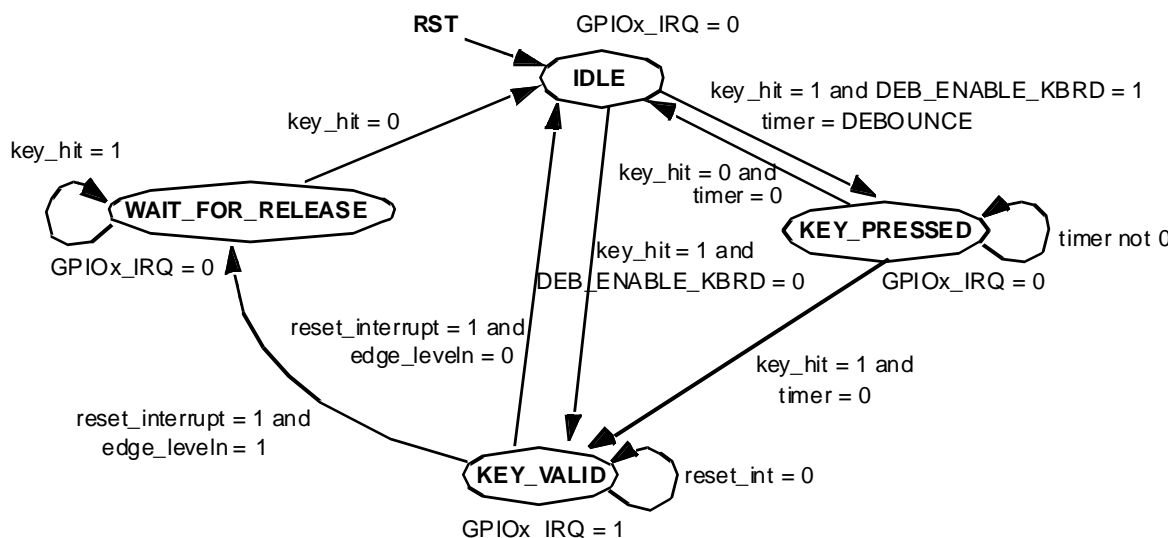 RST
GPIOx_IRQ = 0
IDLE
key_hit = 1 and DEB_ENABLE_KBRD = 1
timer = DEBOUNCE
key_hit = 0
key_hit = 1
key_hit = 0 and
timer = 0
WAIT_FOR_RELEASE
KEY_PRESSED
timer not 0
GPIOx_IRQ = 0
key_hit = 1 and
DEB_ENABLE_KBRD = 0
GPIOx_IRQ = 0
reset_interrupt = 1 and
edge_leveln = 0
key_hit = 1 and
timer = 0
reset_interrupt = 1 and
edge_leveln = 1
KEY_VALID
reset_int = 0
GPIOx_IRQ = 1